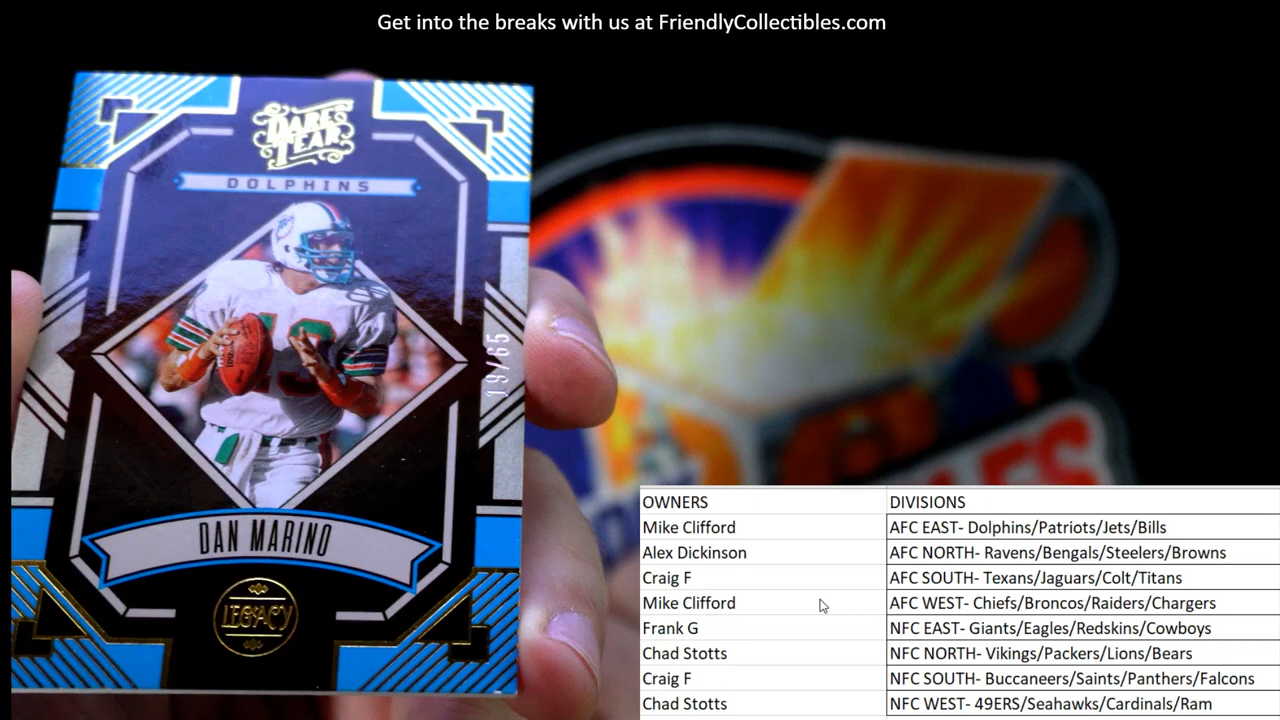 Get into the breaks with us at FriendlyCollectibles.com
DARE
TEAR
DOLPHINS
19/65
DAN MARINO
LEGACY
OWNERS DIVISIONS
Mike Clifford AFC EAST- Dolphins/Patriots/Jets/Bills
Alex Dickinson AFC NORTH- Ravens/Bengals/Steelers/Browns
Craig F AFC SOUTH- Texans/Jaguars/Colt/Titans
Mike Clifford AFC WEST- Chiefs/Broncos/Raiders/Chargers
Frank G NFC EAST- Giants/Eagles/Redskins/Cowboys
Chad Stotts NFC NORTH- Vikings/Packers/Lions/Bears
Craig F NFC SOUTH- Buccaneers/Saints/Panthers/Falcons
Chad Stotts NFC WEST- 49ERS/Seahawks/Cardinals/Ram